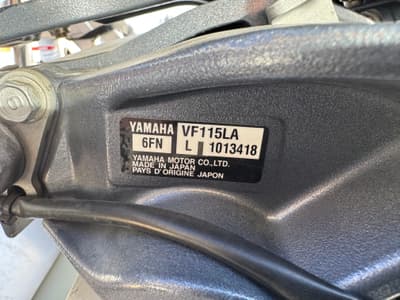 YAMAHA VF115LA
6FN L 1013418
YAMAHA MOTOR CO.,LTD.
MADE IN JAPAN
PAYS D'ORIGINE JAPON